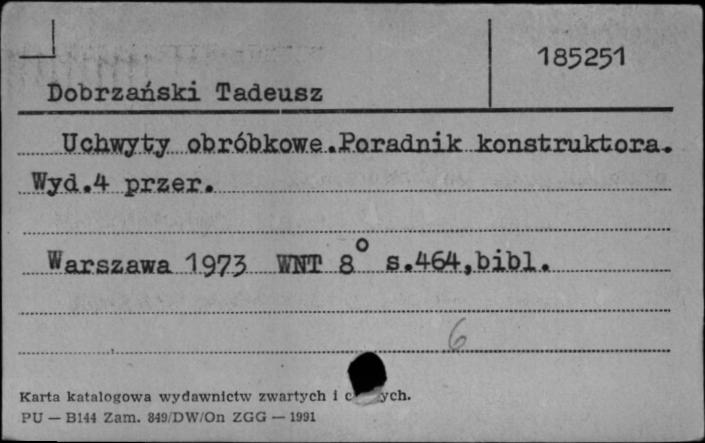 185251
Dobrzański Tadeusz
Uchwyty obróbkowe.Poradnik konstruktora.
Wyd.4 przer.
Warszawa 1973 WNT 8° s.464,bibl.
6
Karta katalogowa wydawnictw zwartych i
PU — B144 Zam. 849/DW/On ZGG — 1991